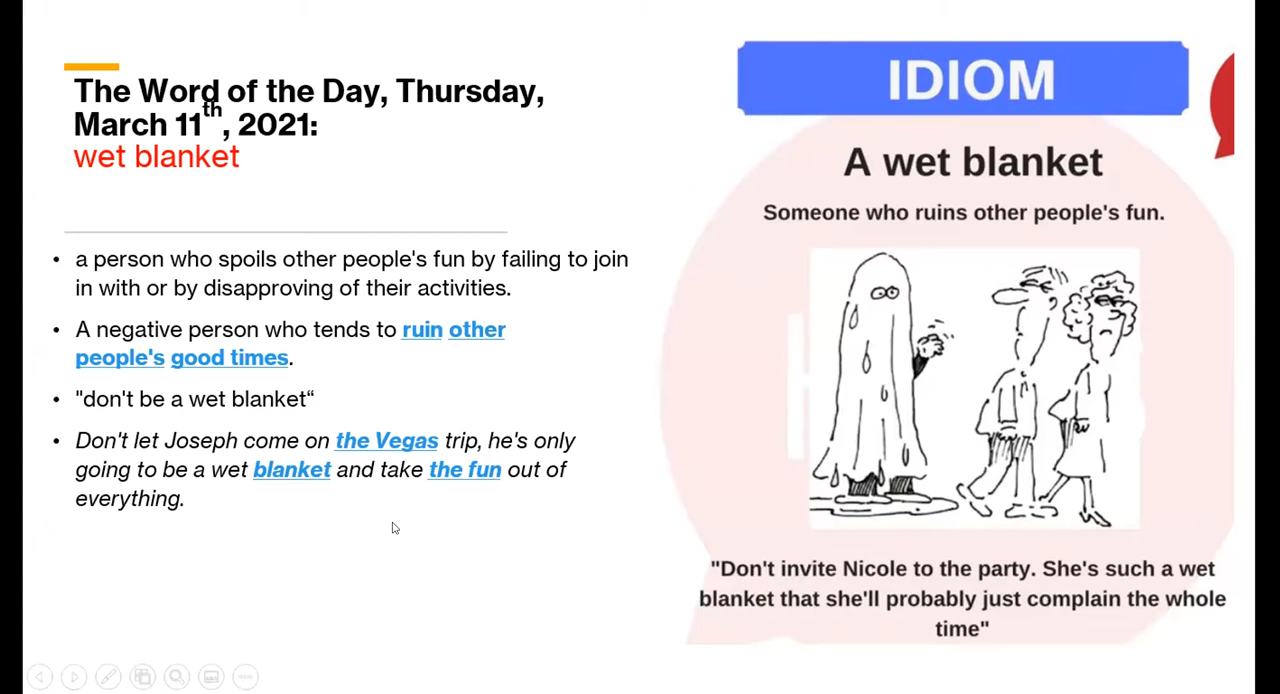 The Word of the Day, Thursday,
March 11th, 2021:
wet blanket
• a person who spoils other people's fun by failing to join
in with or by disapproving of their activities.
• A negative person who tends to ruin other
people's good times.
• "don't be a wet blanket“
• Don't let Joseph come on the Vegas trip, he's only
going to be a wet blanket and take the fun out of
everything.
IDIOM
A wet blanket
Someone who ruins other people's fun.
"Don't invite Nicole to the party. She's such a wet
blanket that she'll probably just complain the whole
time"